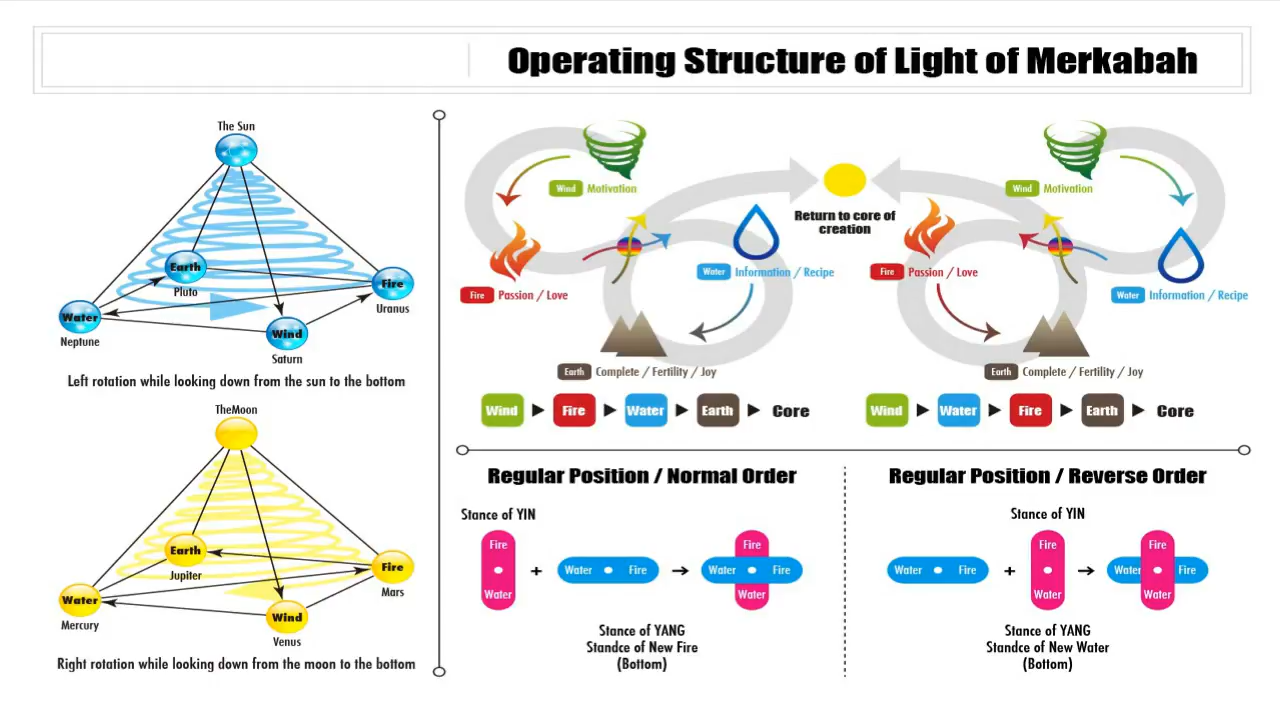 Operating Structure of Light of Merkabah
The Sun
Earth
Pluto
Fire
Uranus
Water
Neptune
Wind
Saturn
Left rotation while looking down from the sun to the bottom
TheMoon
Earth
Jupiter
Fire
Mars
Water
Mercury
Wind
Venus
Right rotation while looking down from the moon to the bottom
Wind Motivation
Fire Passion / Love
Water Information / Recipe
Earth Complete / Fertility / Joy
Return to core of
creation
Wind Motivation
Fire Passion / Love
Water Information / Recipe
Earth Complete / Fertility / Joy
Wind Fire Water Earth Core
Wind Water Fire Earth Core
Regular Position / Normal Order
Stance of YIN
Fire
Water
+
Water Fire
Fire
Water Fire
Water
Stance of YANG
Standce of New Fire
(Bottom)
Regular Position / Reverse Order
Stance of YIN
Water Fire
+
Fire
Water
Fire
Water Fire
Water
Stance of YANG
Standce of New Water
(Bottom)